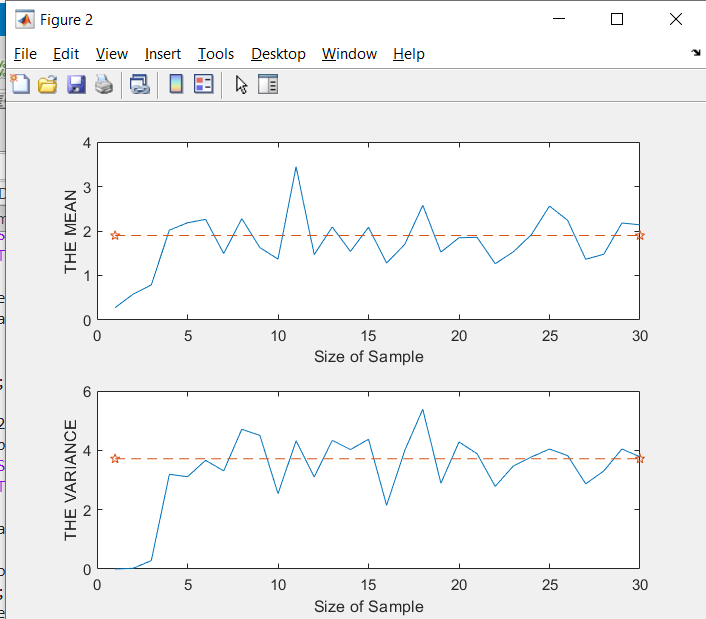 Figure 2
File Edit View Insert Tools Desktop Window Help
4
3
2
1
0
THE MEAN
0 5 10 15 20 25 30
Size of Sample
6
4
2
0
THE VARIANCE
0 5 10 15 20 25 30
Size of Sample